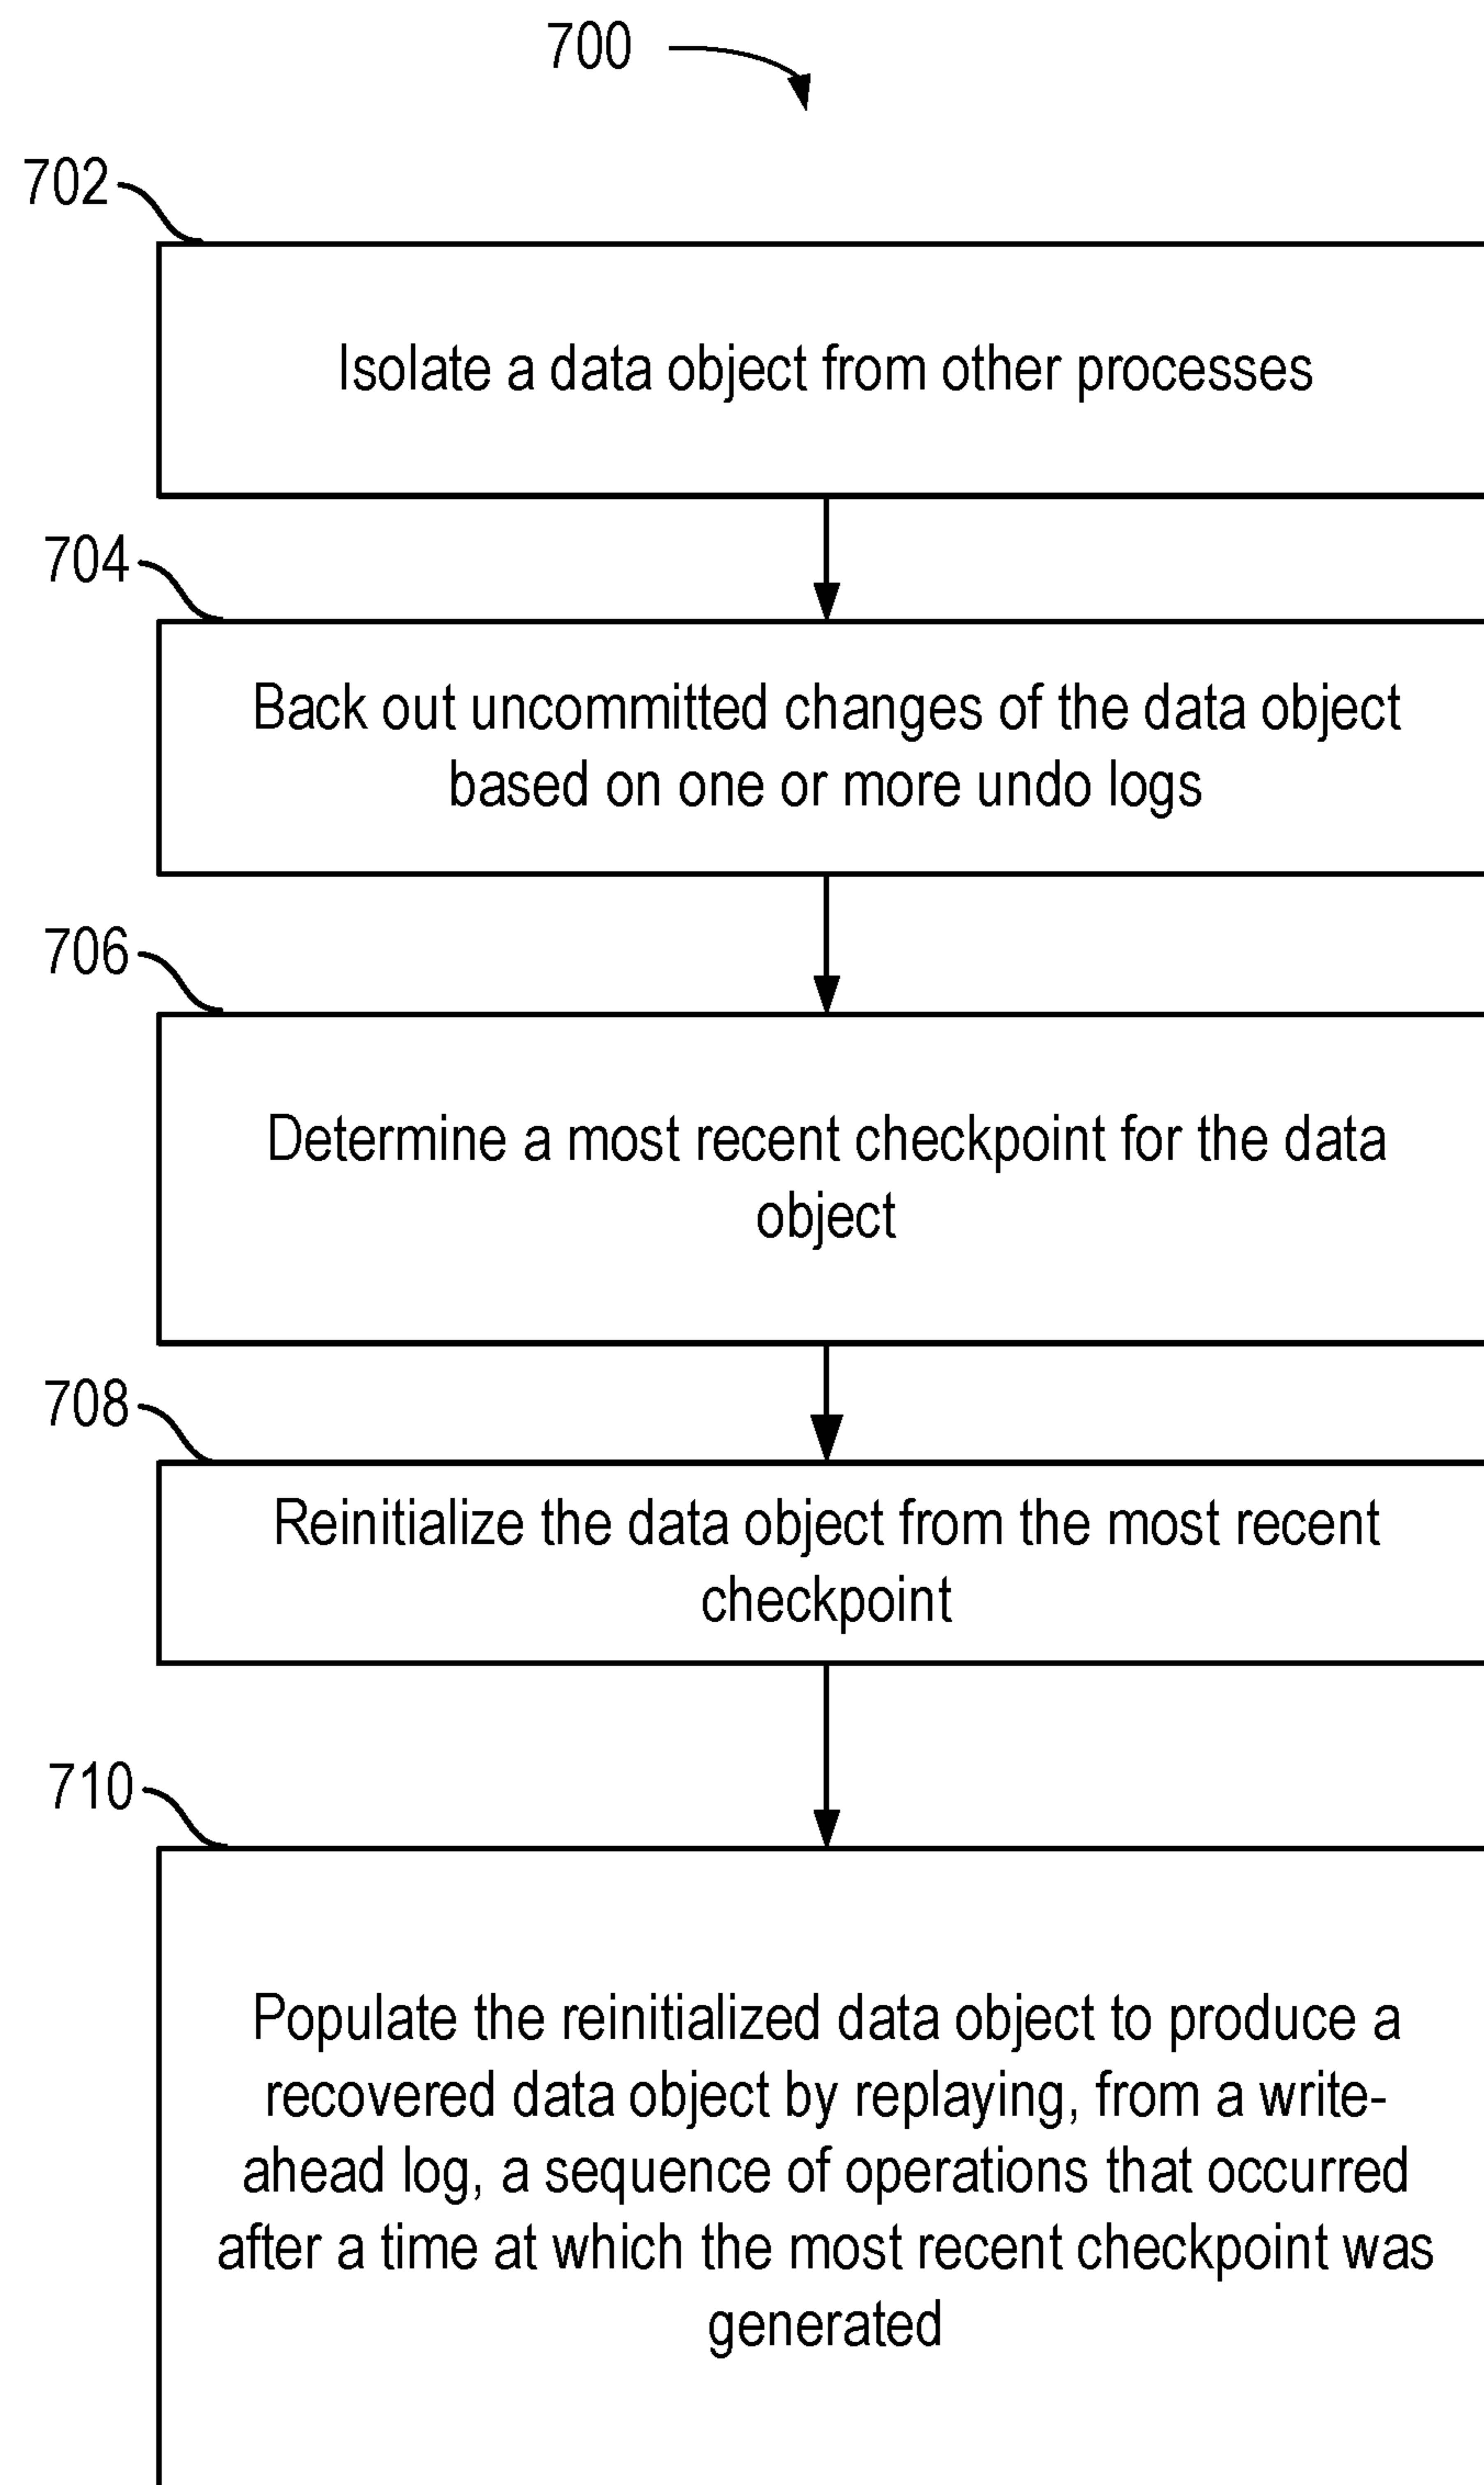 700
702
Isolate a data object from other processes
704
Back out uncommitted changes of the data object
based on one or more undo logs
706
Determine a most recent checkpoint for the data
object
708
Reinitialize the data object from the most recent
checkpoint
710
Populate the reinitialized data object to produce a
recovered data object by replaying, from a write-
ahead log, a sequence of operations that occurred
after a time at which the most recent checkpoint was
generated